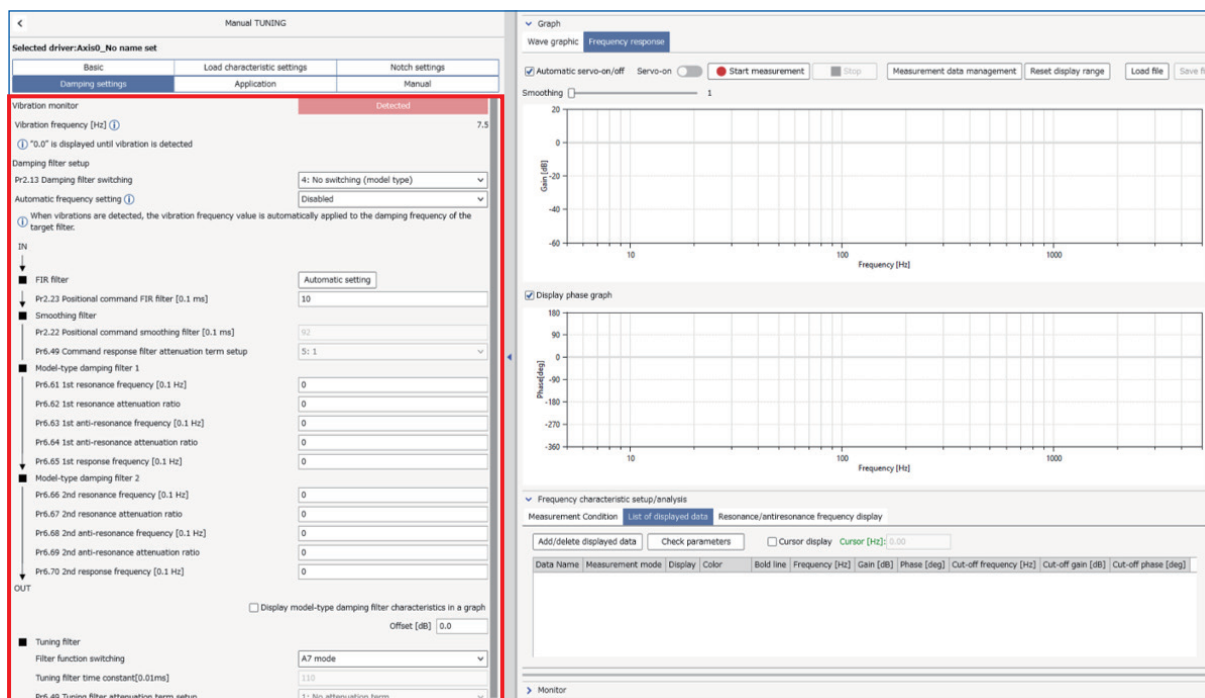 Manual TUNING
Selected driver:Axis0_No name set
Basic Load characteristic settings Notch settings
Damping settings Application Manual
Vibration monitor Detected
Vibration frequency [Hz] 7.5
"0.0" is displayed until vibration is detected
Damping filter setup
Pr2.13 Damping filter switching 4: No switching (model type)
Automatic frequency setting Disabled
When vibrations are detected, the vibration frequency value is automatically applied to the damping frequency of the
target filter.
IN
FIR filter Automatic setting
Pr2.23 Positional command FIR filter [0.1 ms] 10
Smoothing filter
Pr2.22 Positional command smoothing filter [0.1 ms] 92
Pr6.49 Command response filter attenuation term setup 5: 1
Model-type damping filter 1
Pr6.61 1st resonance frequency [0.1 Hz] 0
Pr6.62 1st resonance attenuation ratio 0
Pr6.63 1st anti-resonance frequency [0.1 Hz] 0
Pr6.64 1st anti-resonance attenuation ratio 0
Pr6.65 1st response frequency [0.1 Hz] 0
Model-type damping filter 2
Pr6.66 2nd resonance frequency [0.1 Hz] 0
Pr6.67 2nd resonance attenuation ratio 0
Pr6.68 2nd anti-resonance frequency [0.1 Hz] 0
Pr6.69 2nd anti-resonance attenuation ratio 0
Pr6.70 2nd response frequency [0.1 Hz] 0
OUT
Display model-type damping filter characteristics in a graph
Offset [dB] 0.0
Tuning filter
Filter function switching A7 mode
Tuning filter time constant[0.01ms] 110
Pr6.49 Tuning filter attenuation term setup 1: No attenuation term
Graph
Wave graphic Frequency response
Automatic servo-on/off Servo-on Start measurement Stop Measurement data management Reset display range Load file Save fi
Smoothing 1
20
0
-20
-40
-60
Gain [dB]
10 100 1000
Frequency [Hz]
Display phase graph
180
90
0
-90
-180
-270
-360
Phase[deg]
10 100 1000
Frequency [Hz]
Frequency characteristic setup/analysis
Measurement Condition List of displayed data Resonance/antiresonance frequency display
Add/delete displayed data Check parameters Cursor display Cursor [Hz]: 0.00
Data Name Measurement mode Display Color Bold line Frequency [Hz] Gain [dB] Phase [deg] Cut-off frequency [Hz] Cut-off gain [dB] Cut-off phase [deg]
Monitor